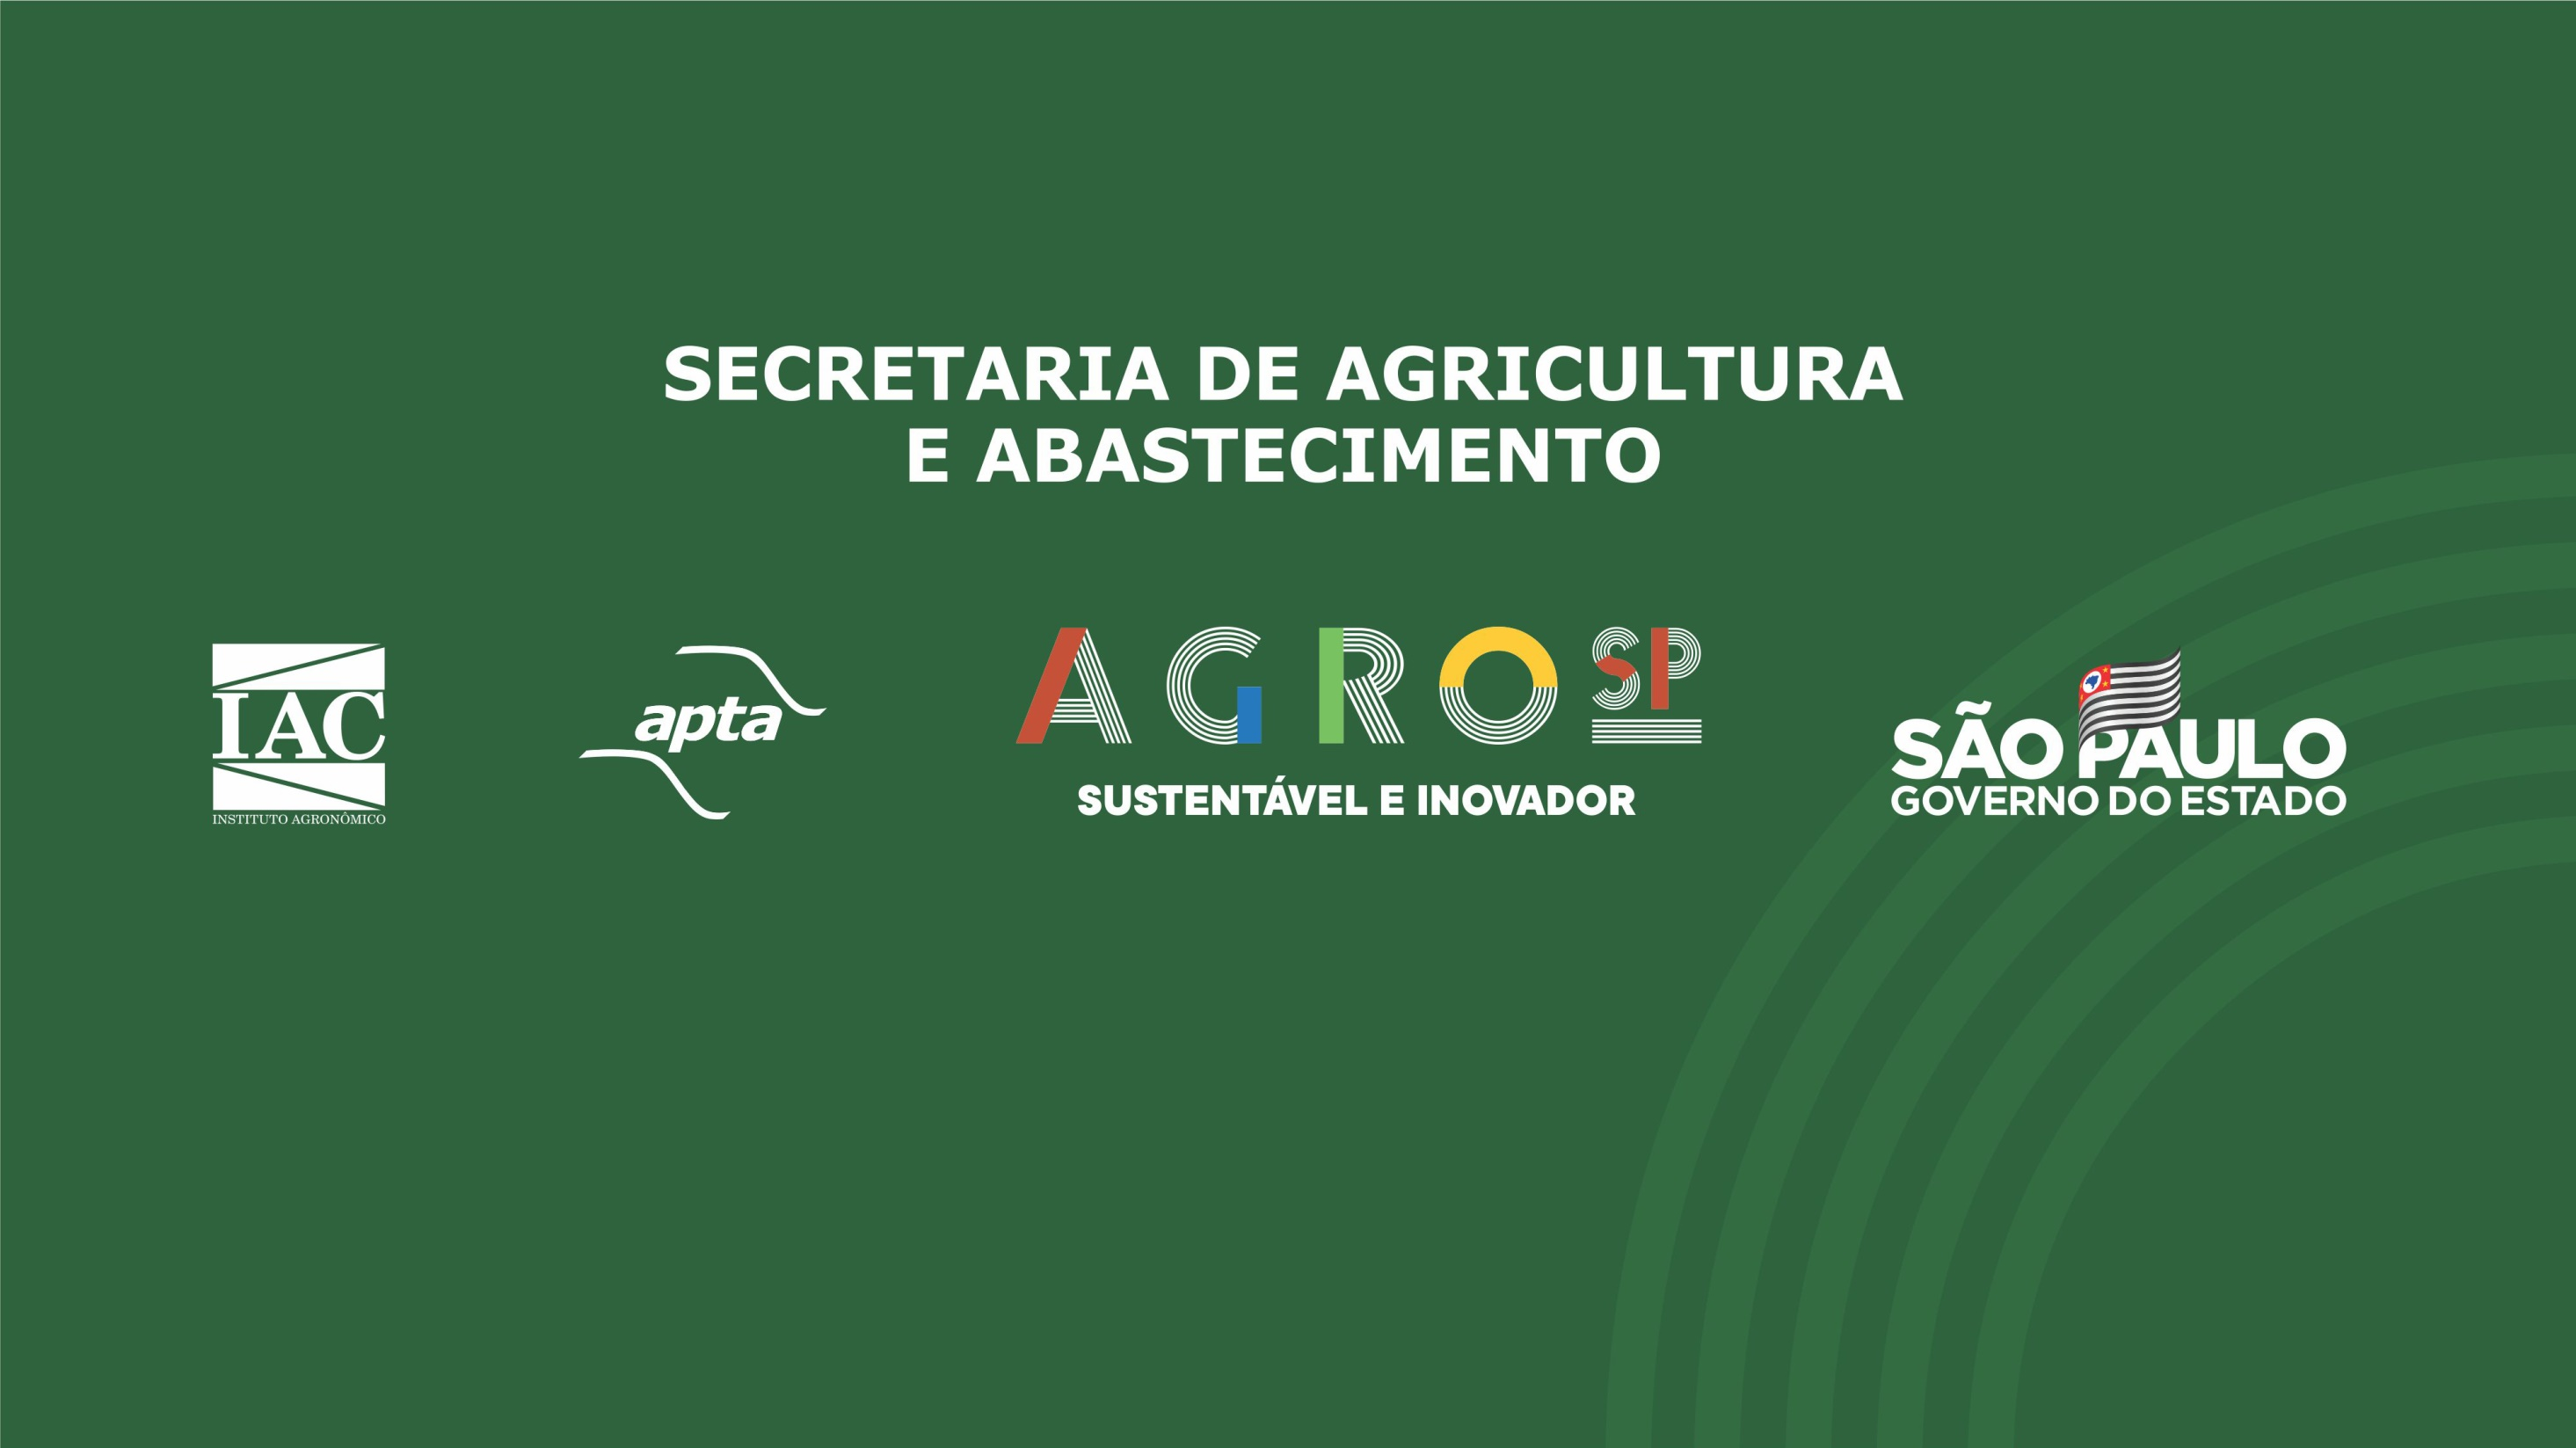 SECRETARIA DE AGRICULTURA
E ABASTECIMENTO
IAC
INSTITUTO AGRONÔMICO
apta
AGRO SP
SUSTENTÁVEL E INOVADOR
SÃO PAULO
GOVERNO DO ESTADO